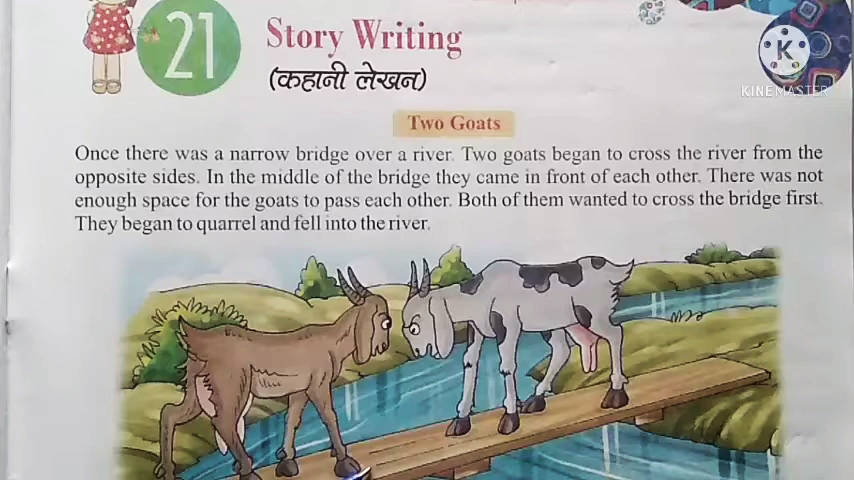 21
Story Writing
(कहानी लेखन)
K
KINEMASTER
Two Goats
Once there was a narrow bridge over a river. Two goats began to cross the river from the
opposite sides. In the middle of the bridge they came in front of each other. There was not
enough space for the goats to pass each other. Both of them wanted to cross the bridge first.
They began to quarrel and fell into the river.